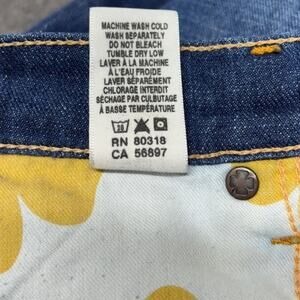 MACHINE WASH COLD
WASH SEPARATELY
DO NOT BLEACH
TUMBLE DRY LOW
LAVER À LA MACHINE
À L'EAU FROIDE
LAVER SÉPARÉMENT
CHLORAGE INTERDIT
SÉCHAGE PAR CULBUTAGE
À BASSE TEMPÉRATURE
RN 80318
CA 56897